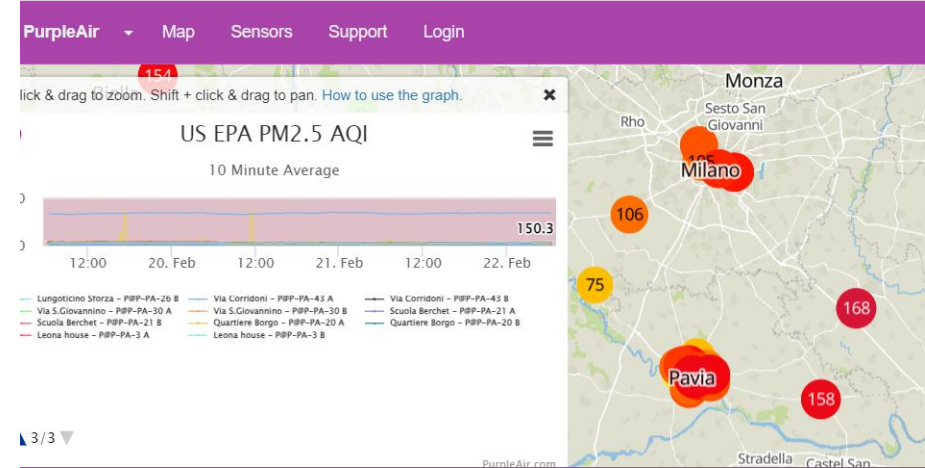 PurpleAir Map Sensors Support Login
154
lick & drag to zoom. Shift + click & drag to pan. How to use the graph.
US EPA PM2.5 AQI
10 Minute Average
0
150.3
0
12:00 20. Feb 12:00 21. Feb 12:00 22. Feb
Lungoticino Sforza - P@P-PA-26 B Via Corridoni - P@P-PA-43 A Via Corridoni - P@P-PA-43 B
Via S.Giovannino - P@P-PA-30 A Via S.Giovannino - P@P-PA-30 B Scuola Berchet - P@P-PA-21 A
Scuola Berchet - P@P-PA-21 B Quartiere Borgo - P@P-PA-20 A Quartiere Borgo - P@P-PA-20 B
Leona house - P@P-PA-3 A Leona house - P@P-PA-3 B
3/3
PurpleAir.com
Monza
Sesto San
Giovanni
Rho
Milano
106
75
168
Pavia
158
Stradella
Castel San